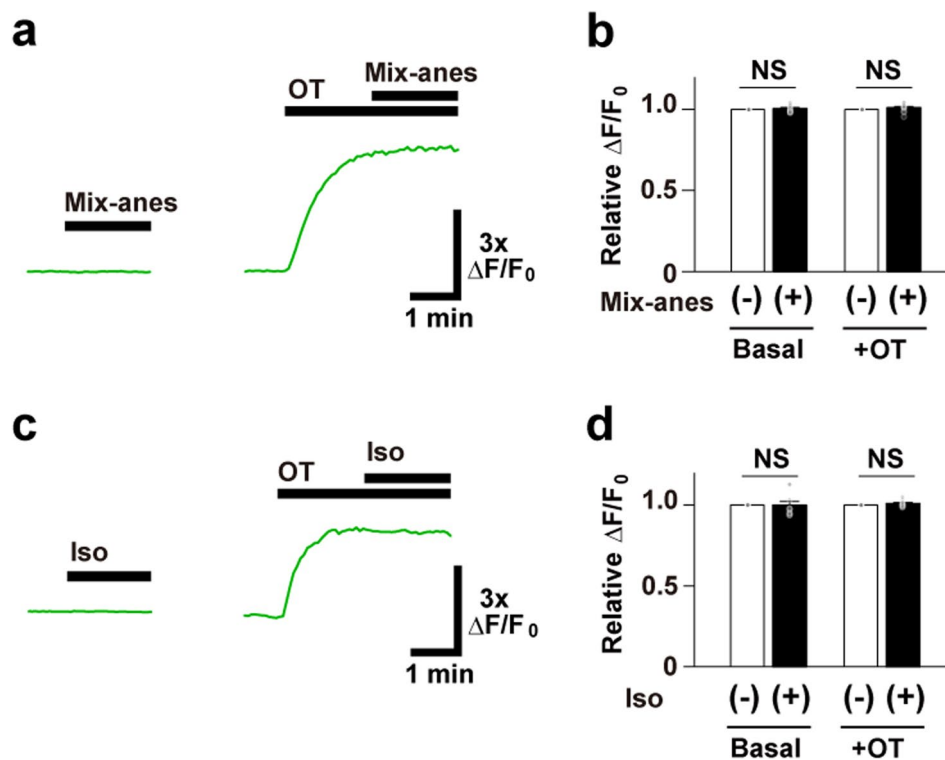 a
Mix-anes
OT
Mix-anes
3x
ΔF/F0
1 min
b
NS NS
Relative ΔF/F0
1.0
0.5
0
Mix-anes (-) (+) (-) (+)
Basal +OT
c
Iso
OT
Iso
3x
ΔF/F0
1 min
d
NS NS
Relative ΔF/F0
1.0
0.5
0
Iso (-) (+) (-) (+)
Basal +OT